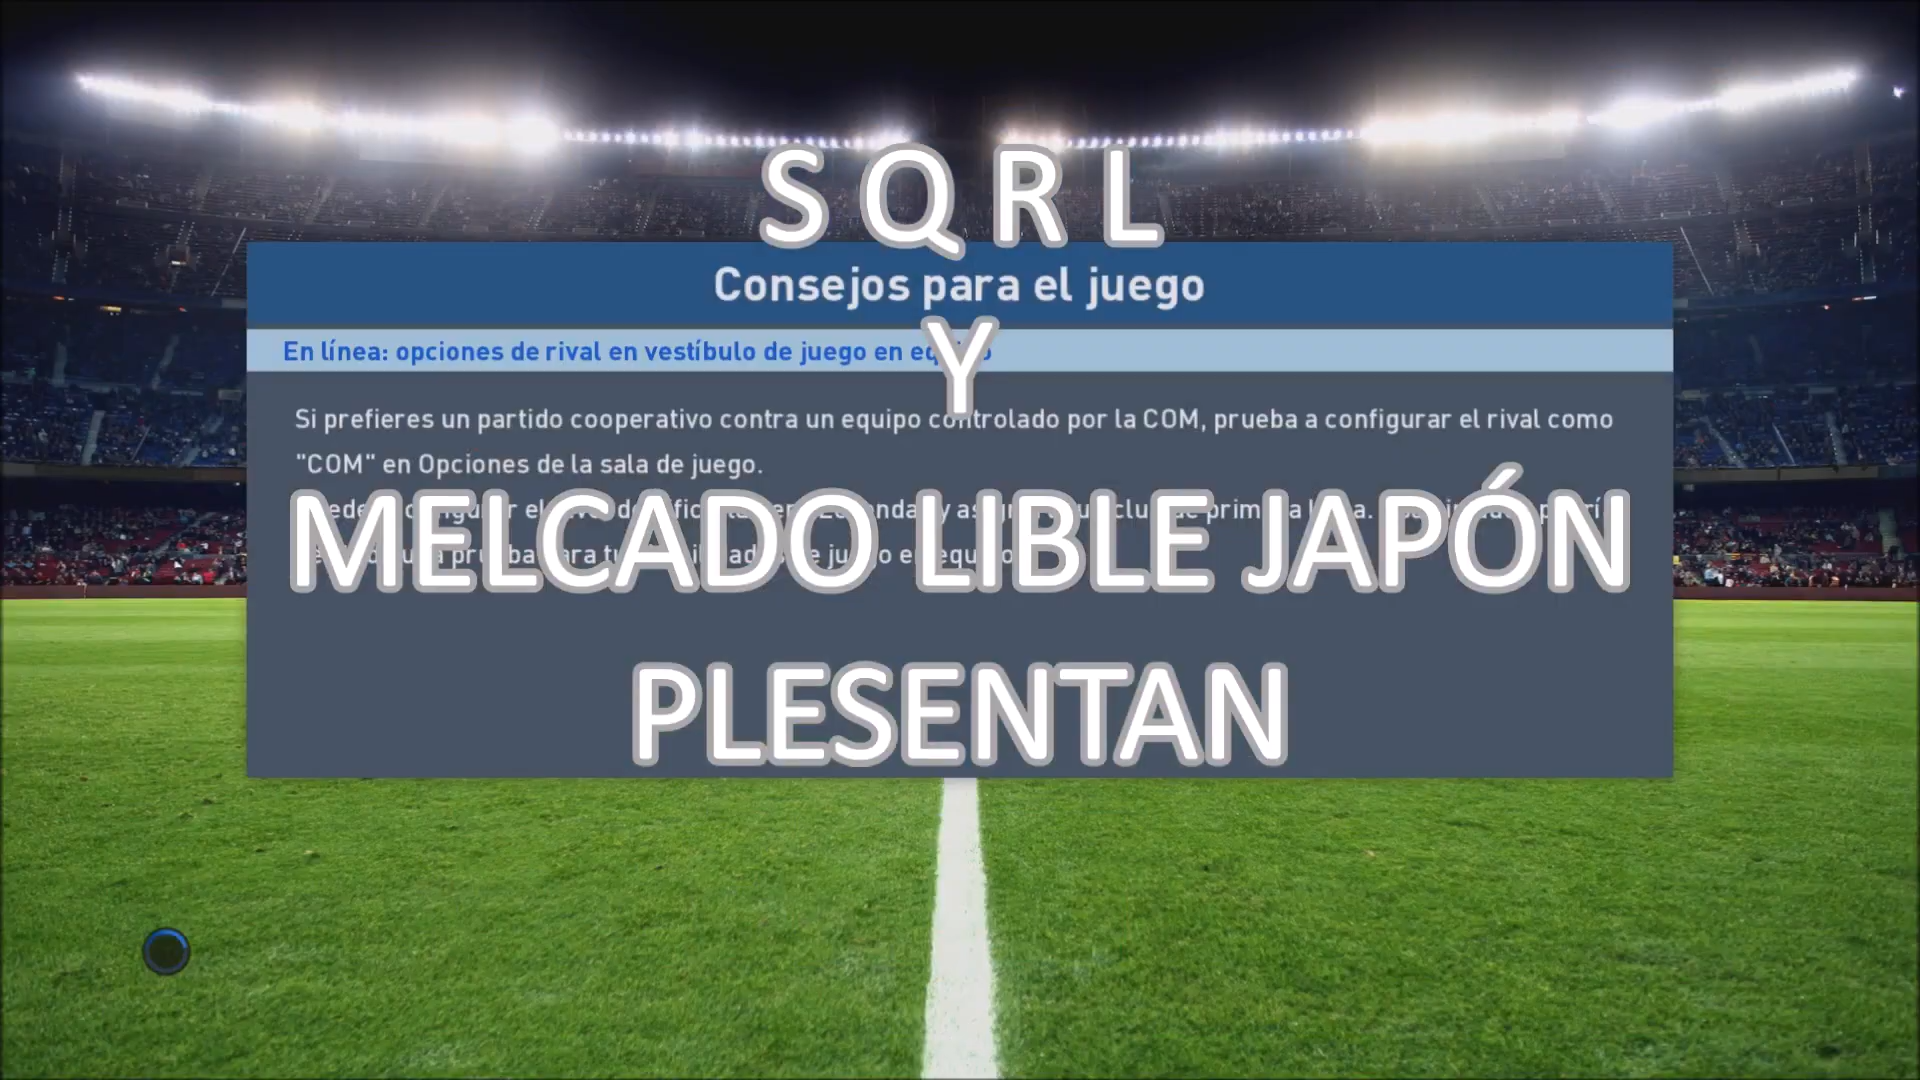 S Q R L
Consejos para el juego
Y
En línea: opciones de rival en vestíbulo de juego en equipo
Si prefieres un partido cooperativo contra un equipo controlado por la COM, prueba a configurar el rival como
"COM" en Opciones de la sala de juego.
MELCADO LIBLE JAPÓN
PLESENTAN